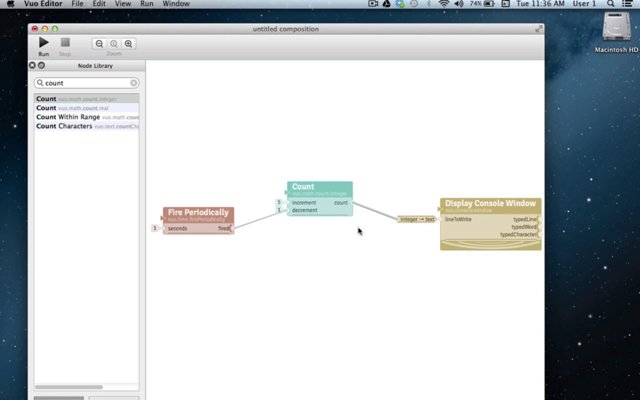 Vuo Editor File Edit View Run Window
74% Tue 11:36 AM User 1
untitled composition
Macintosh HD
Run Stop Zoom
Node Library
count
Count vuo.math.count.integer
Count vuo.math.count.real
Count Within Range vuo.math.count
Count Characters vuo.text.countCha
Count
vuo.math.count.integer
5 increment count
1 decrement
Fire Periodically
vuo.time.firePeriodically
1 seconds fired
Integer → text
Display Console Window
vuo.console.window
lineToWrite typedLine
typedWord
typedCharacter